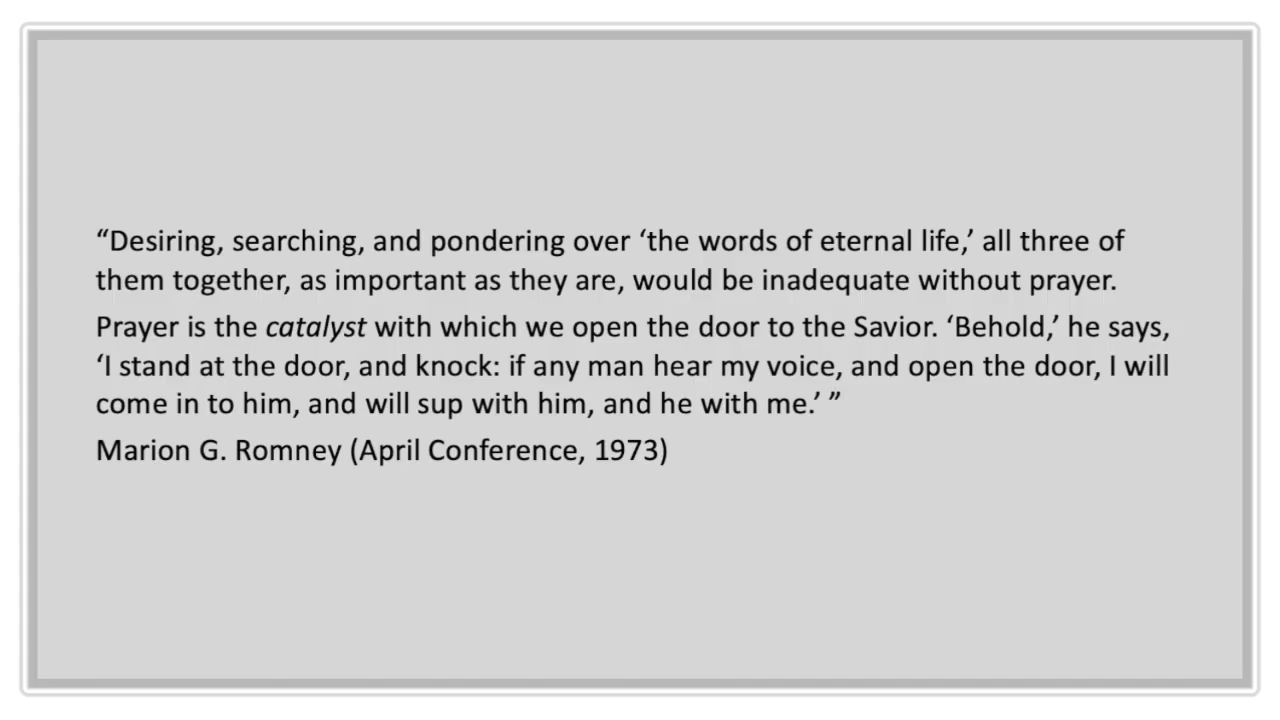 “Desiring, searching, and pondering over ‘the words of eternal life,’ all three of
them together, as important as they are, would be inadequate without prayer.
Prayer is the catalyst with which we open the door to the Savior. ‘Behold,’ he says,
‘I stand at the door, and knock: if any man hear my voice, and open the door, I will
come in to him, and will sup with him, and he with me.’ ”
Marion G. Romney (April Conference, 1973)